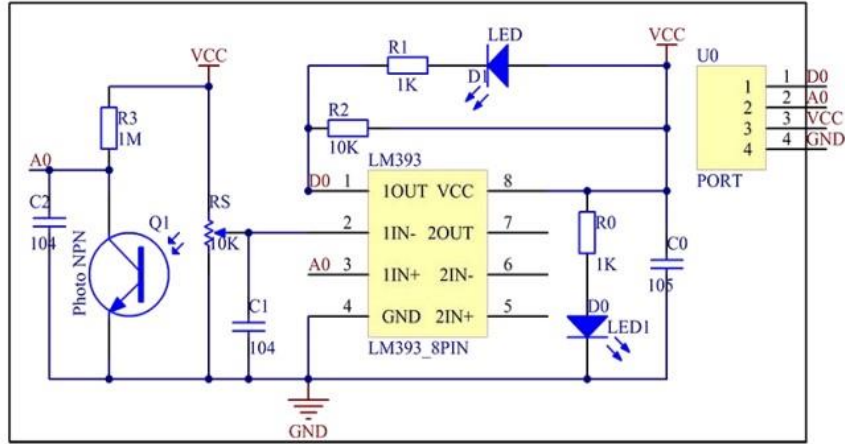 VCC
R3
1M
A0
C2
104
Photo NPN
Q1
RS
10K
C1
104
R1
1K
D1
LED
R2
10K
VCC
LM393
D0 1 1OUT VCC 8
2 1IN- 2OUT 7
A0 3 1IN+ 2IN- 6
4 GND 2IN+ 5
LM393_8PIN
GND
R0
1K
D0
LED1
C0
105
U0
1 1 D0
2 2 A0
3 3 VCC
4 4 GND
PORT